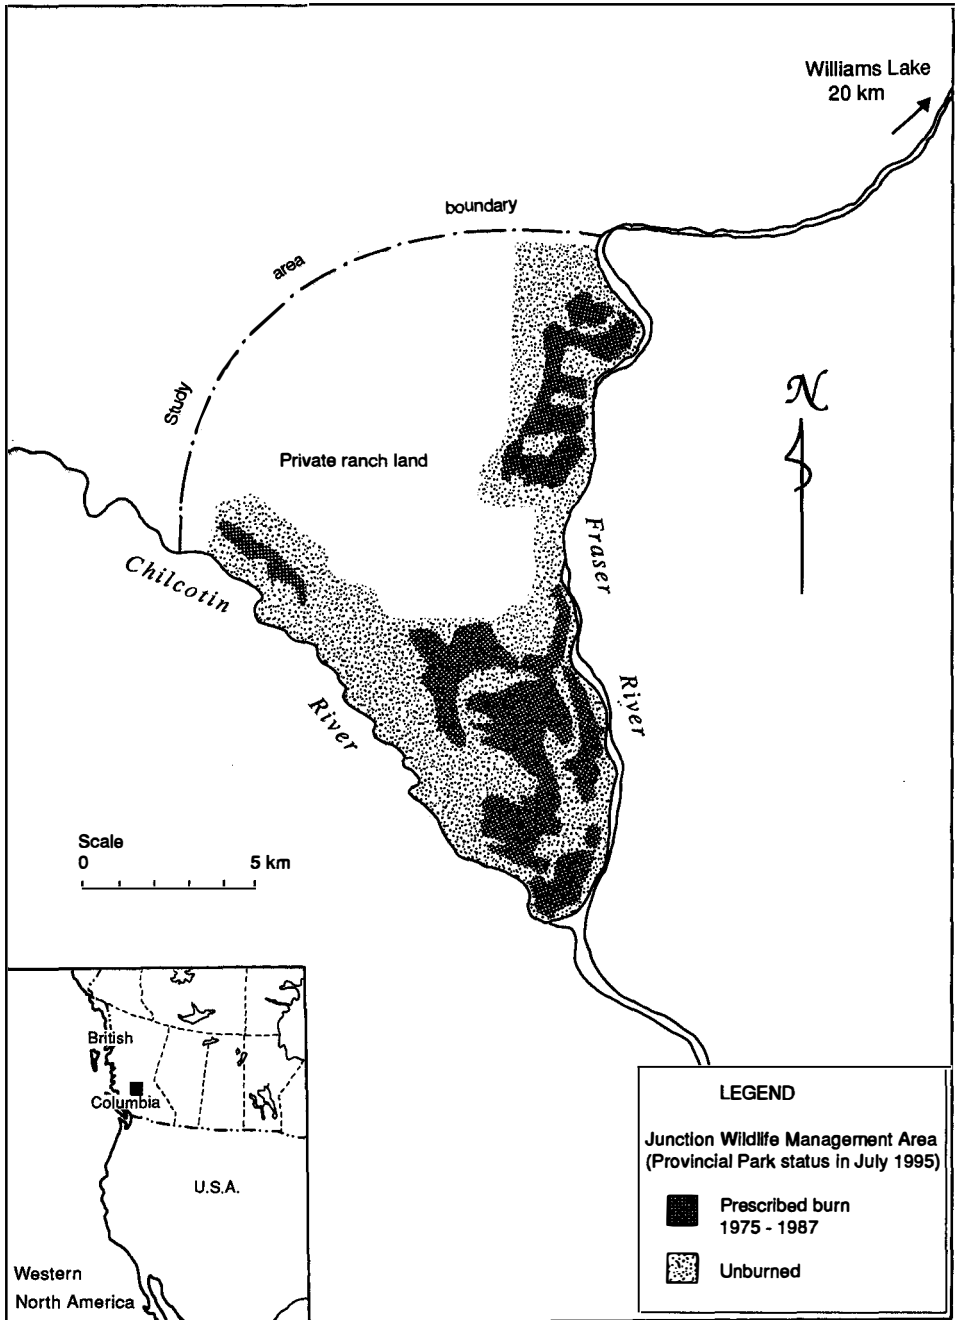 Williams Lake
20 km
boundary
area
Study
N
Private ranch land
Fraser
River
Chilcotin
River
Scale
0 5 km
British
Columbia
U.S.A.
Western
North America
LEGEND
Junction Wildlife Management Area
(Provincial Park status in July 1995)
Prescribed burn
1975 - 1987
Unburned